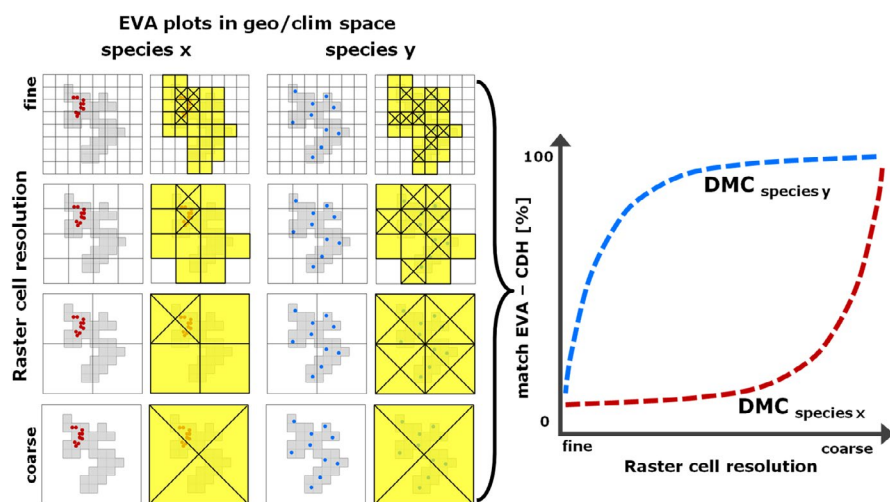 EVA plots in geo/clim space
species x
species y
Raster cell resolution
fine
coarse
match EVA – CDH [%]
100
0
DMC species y
DMC species x
fine
coarse
Raster cell resolution